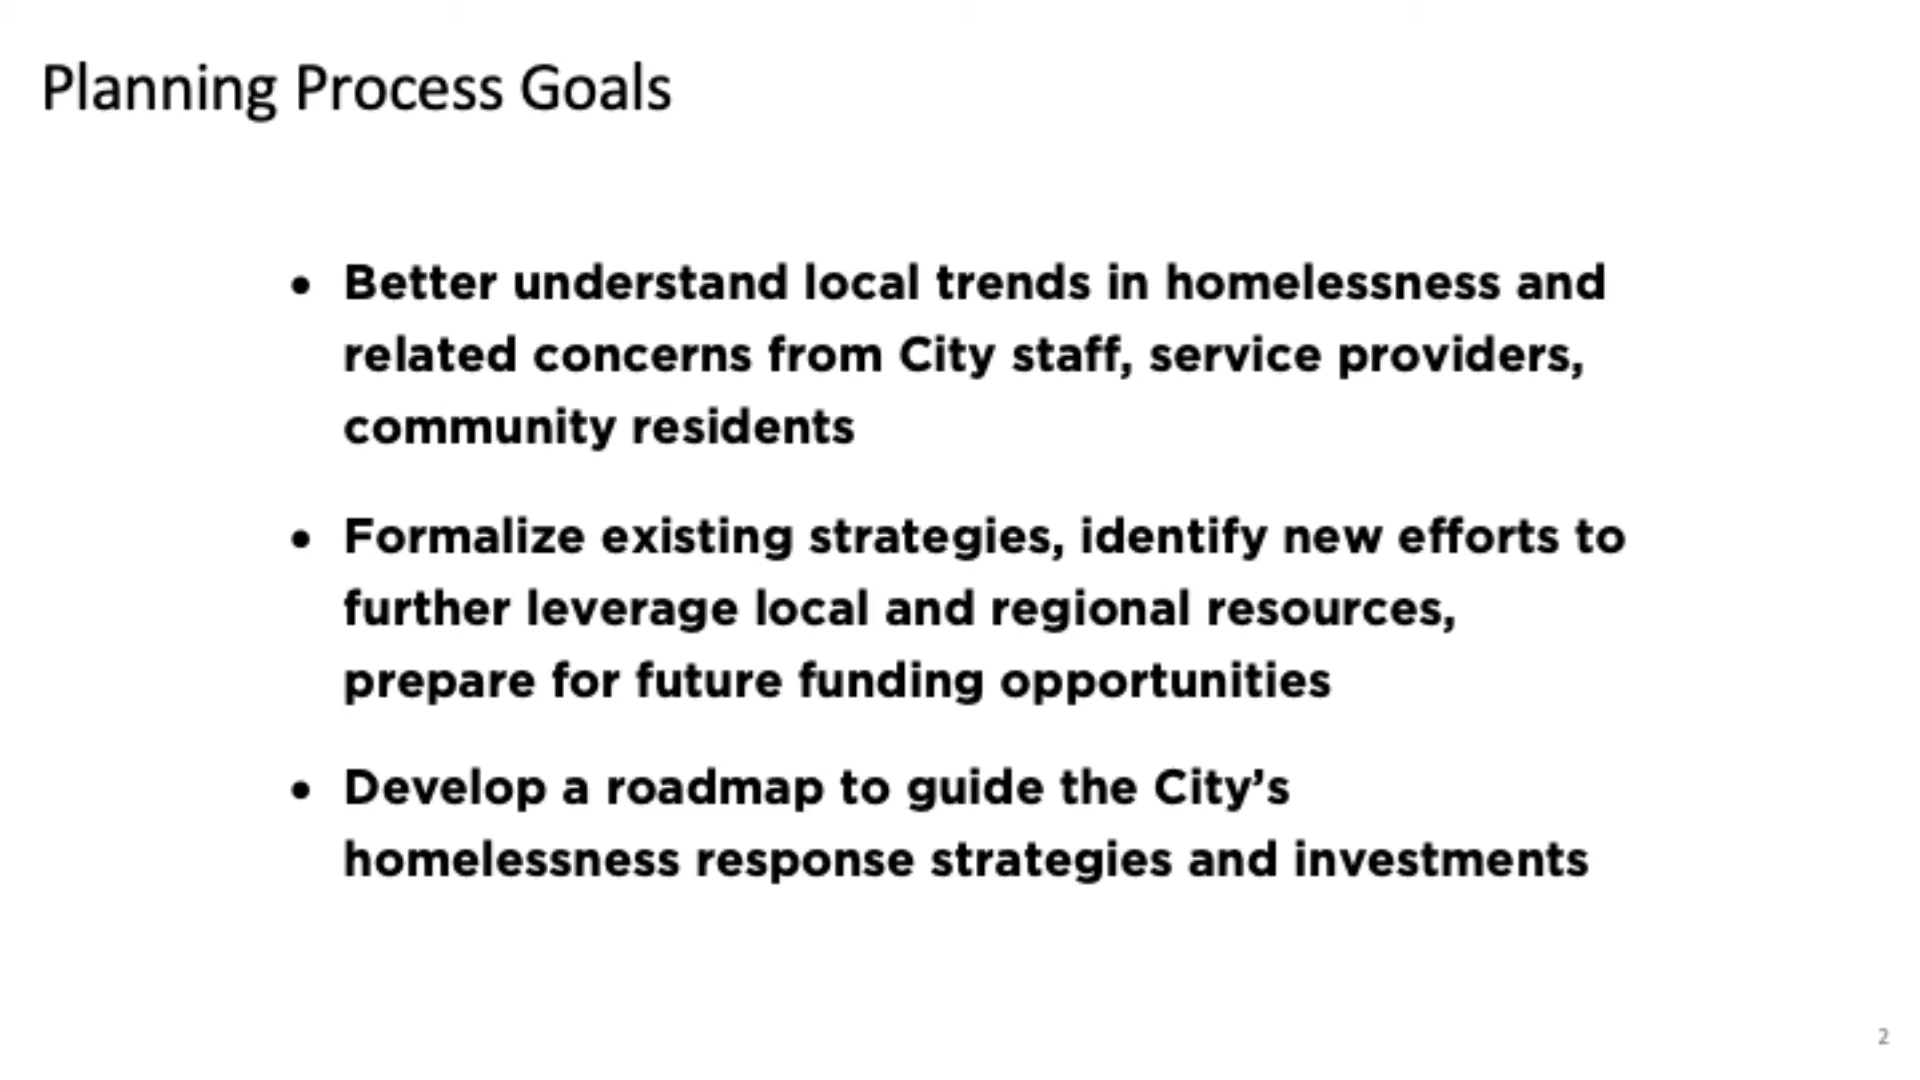 Planning Process Goals
• Better understand local trends in homelessness and
related concerns from City staff, service providers,
community residents
• Formalize existing strategies, identify new efforts to
further leverage local and regional resources,
prepare for future funding opportunities
• Develop a roadmap to guide the City’s
homelessness response strategies and investments
2